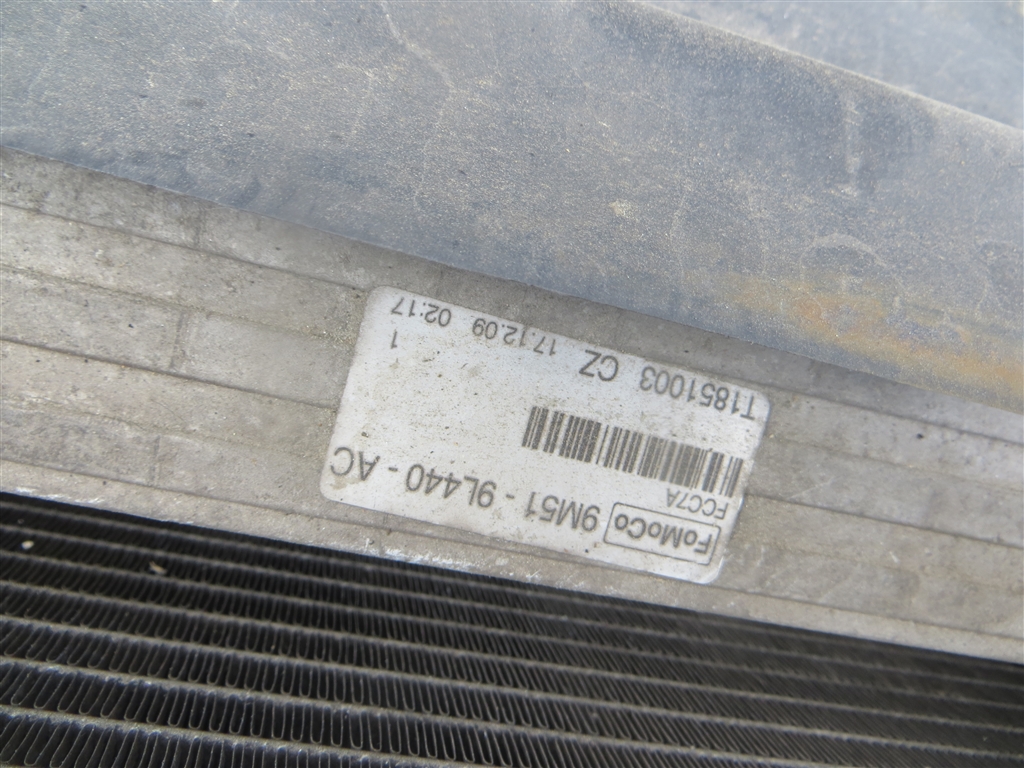 FoMoCo 9M51 - 9L440 - AC
FCC7A
T1851003 CZ 17.12.09 02:17
1